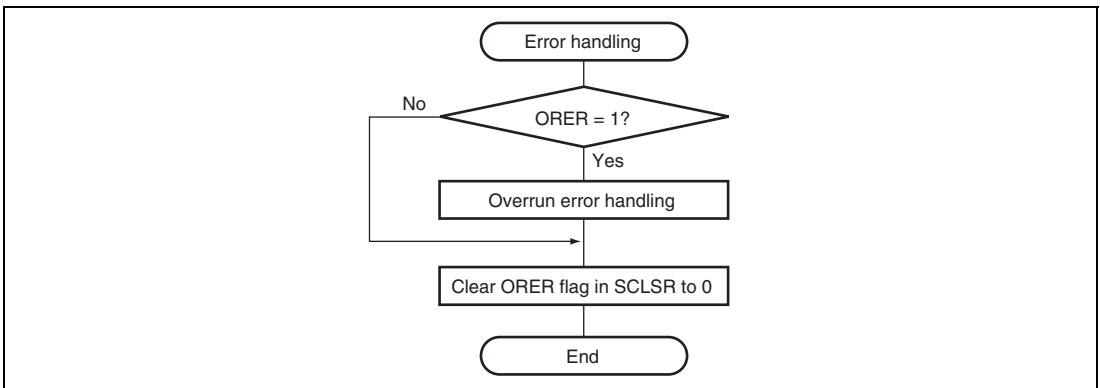 Error handling
No
ORER = 1?
Yes
Overrun error handling
Clear ORER flag in SCLSR to 0
End